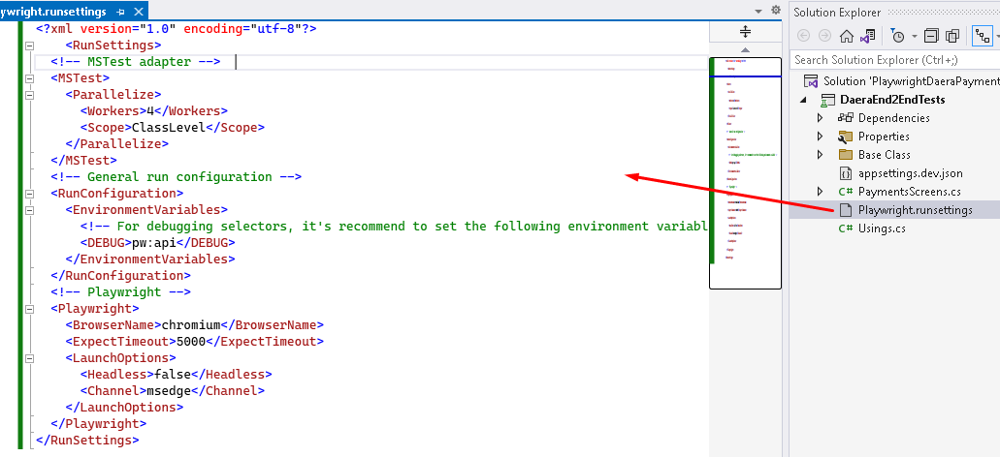 ywright.runsettings
<?xml version="1.0" encoding="utf-8"?>
<RunSettings>
<!-- MSTest adapter -->
<MSTest>
<Parallelize>
<Workers>4</Workers>
<Scope>ClassLevel</Scope>
</Parallelize>
</MSTest>
<!-- General run configuration -->
<RunConfiguration>
<EnvironmentVariables>
<!-- For debugging selectors, it's recommend to set the following environment variabl
<DEBUG>pw:api</DEBUG>
</EnvironmentVariables>
</RunConfiguration>
<!-- Playwright -->
<Playwright>
<BrowserName>chromium</BrowserName>
<ExpectTimeout>5000</ExpectTimeout>
<LaunchOptions>
<Headless>false</Headless>
<Channel>msedge</Channel>
</LaunchOptions>
</Playwright>
</RunSettings>
Solution Explorer
Search Solution Explorer (Ctrl+;)
Solution 'PlaywrightDaeraPayment
DaeraEnd2EndTests
Dependencies
Properties
Base Class
appsettings.dev.json
C# PaymentsScreens.cs
Playwright.runsettings
C# Usings.cs